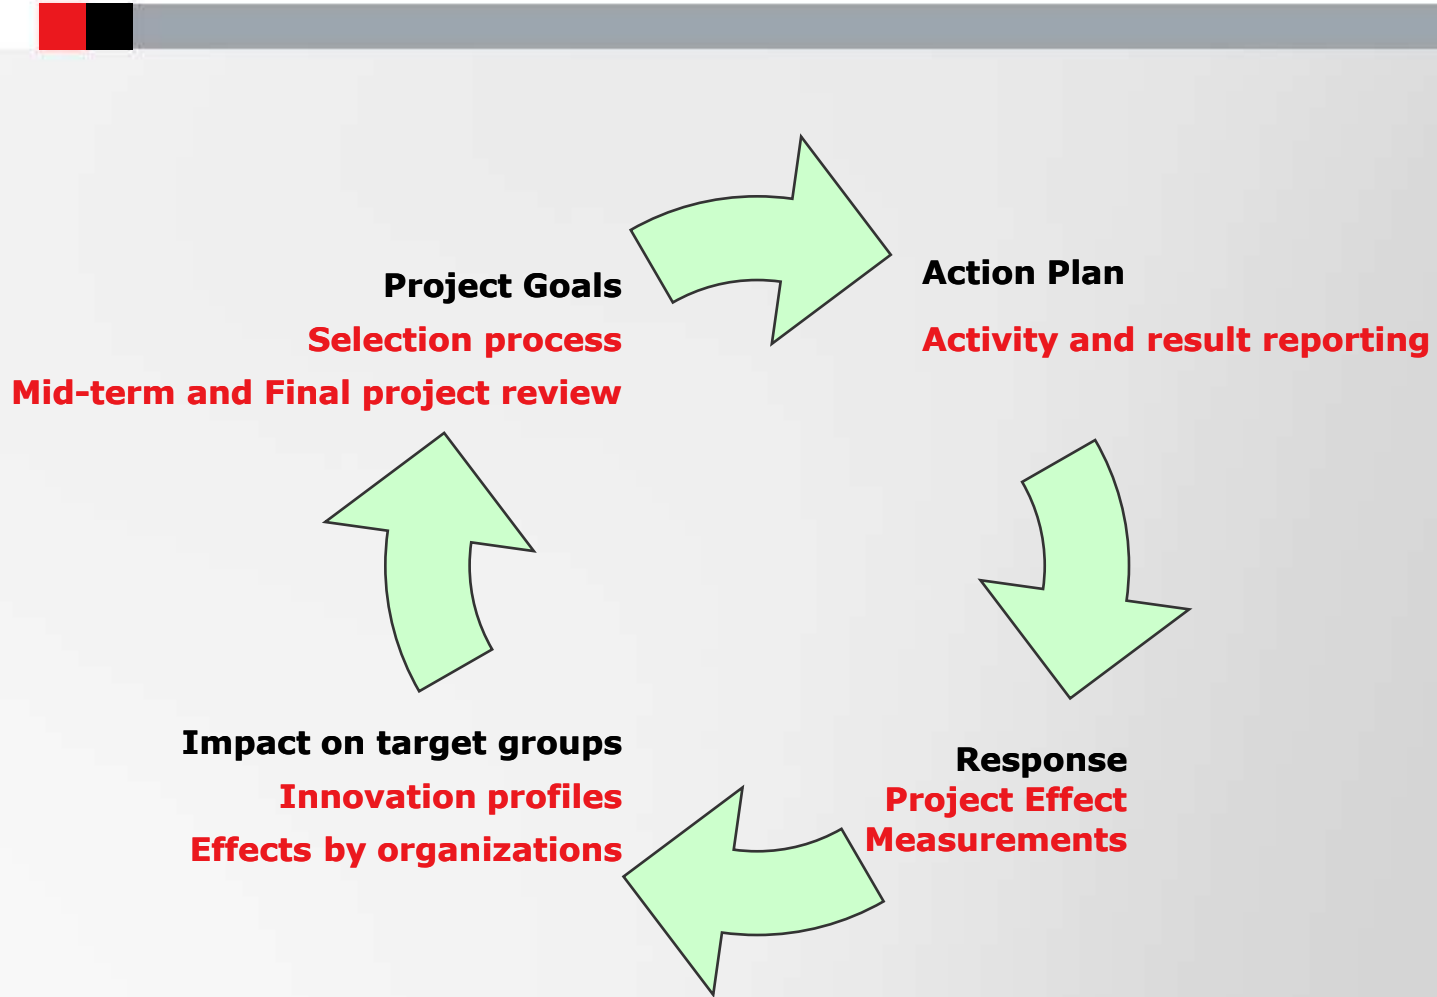 Project Goals
Selection process
Mid-term and Final project review
Action Plan
Activity and result reporting
Response
Project Effect
Measurements
Impact on target groups
Innovation profiles
Effects by organizations